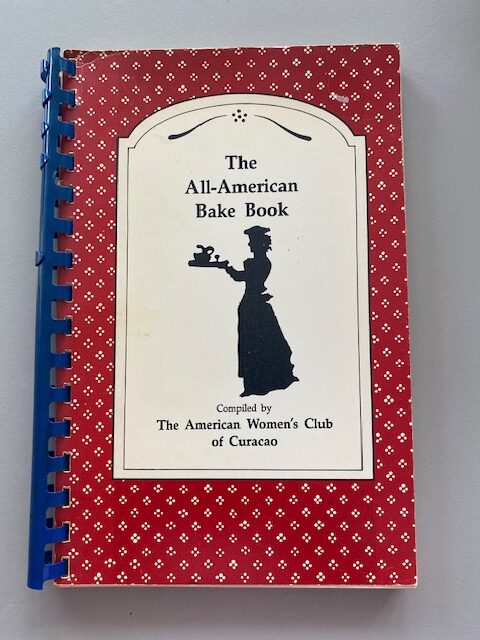 The
All-American
Bake Book
Compiled by
The American Women's Club
of Curacao